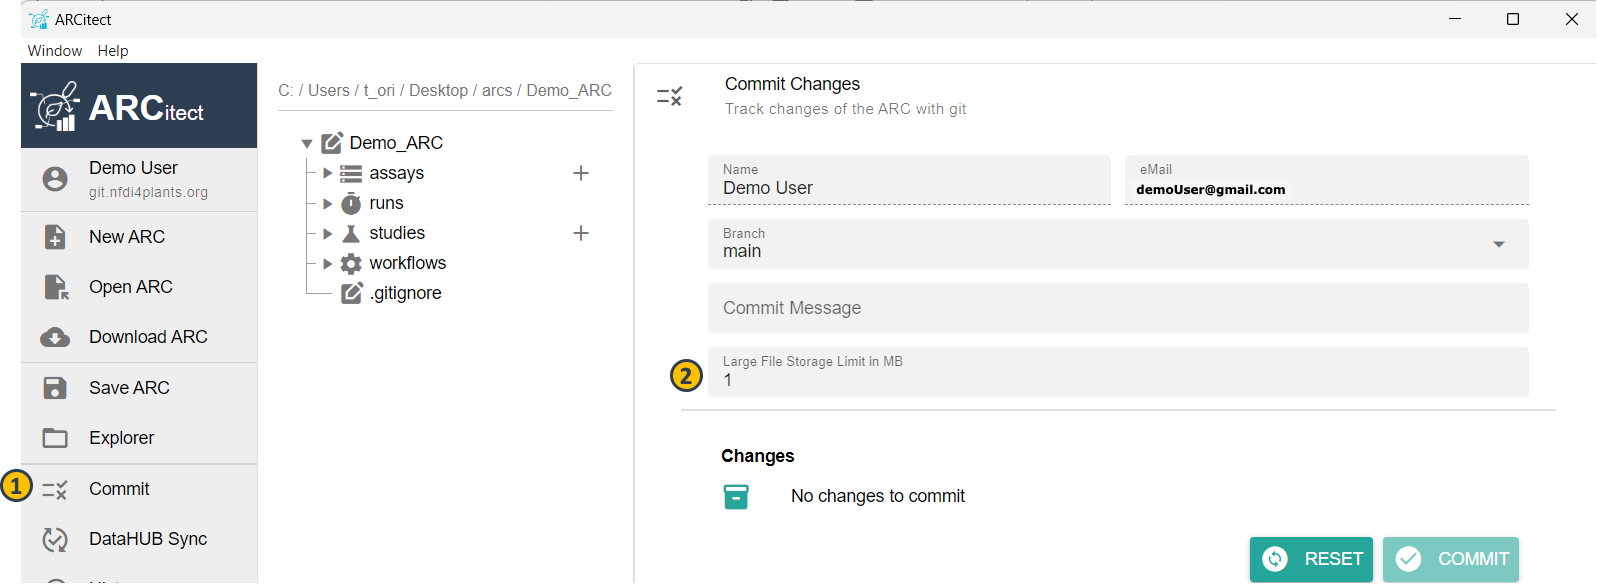 ARCitect
Window Help
ARCitect
Demo User
git.nfdi4plants.org
New ARC
Open ARC
Download ARC
Save ARC
Explorer
1
Commit
DataHUB Sync
C: / Users / t_ori / Desktop / arcs / Demo_ARC
Demo_ARC
assays
runs
studies
workflows
.gitignore
Commit Changes
Track changes of the ARC with git
Name
Demo User
eMail
demoUser@gmail.com
Branch
main
Commit Message
2
Large File Storage Limit in MB
1
Changes
No changes to commit
RESET COMMIT